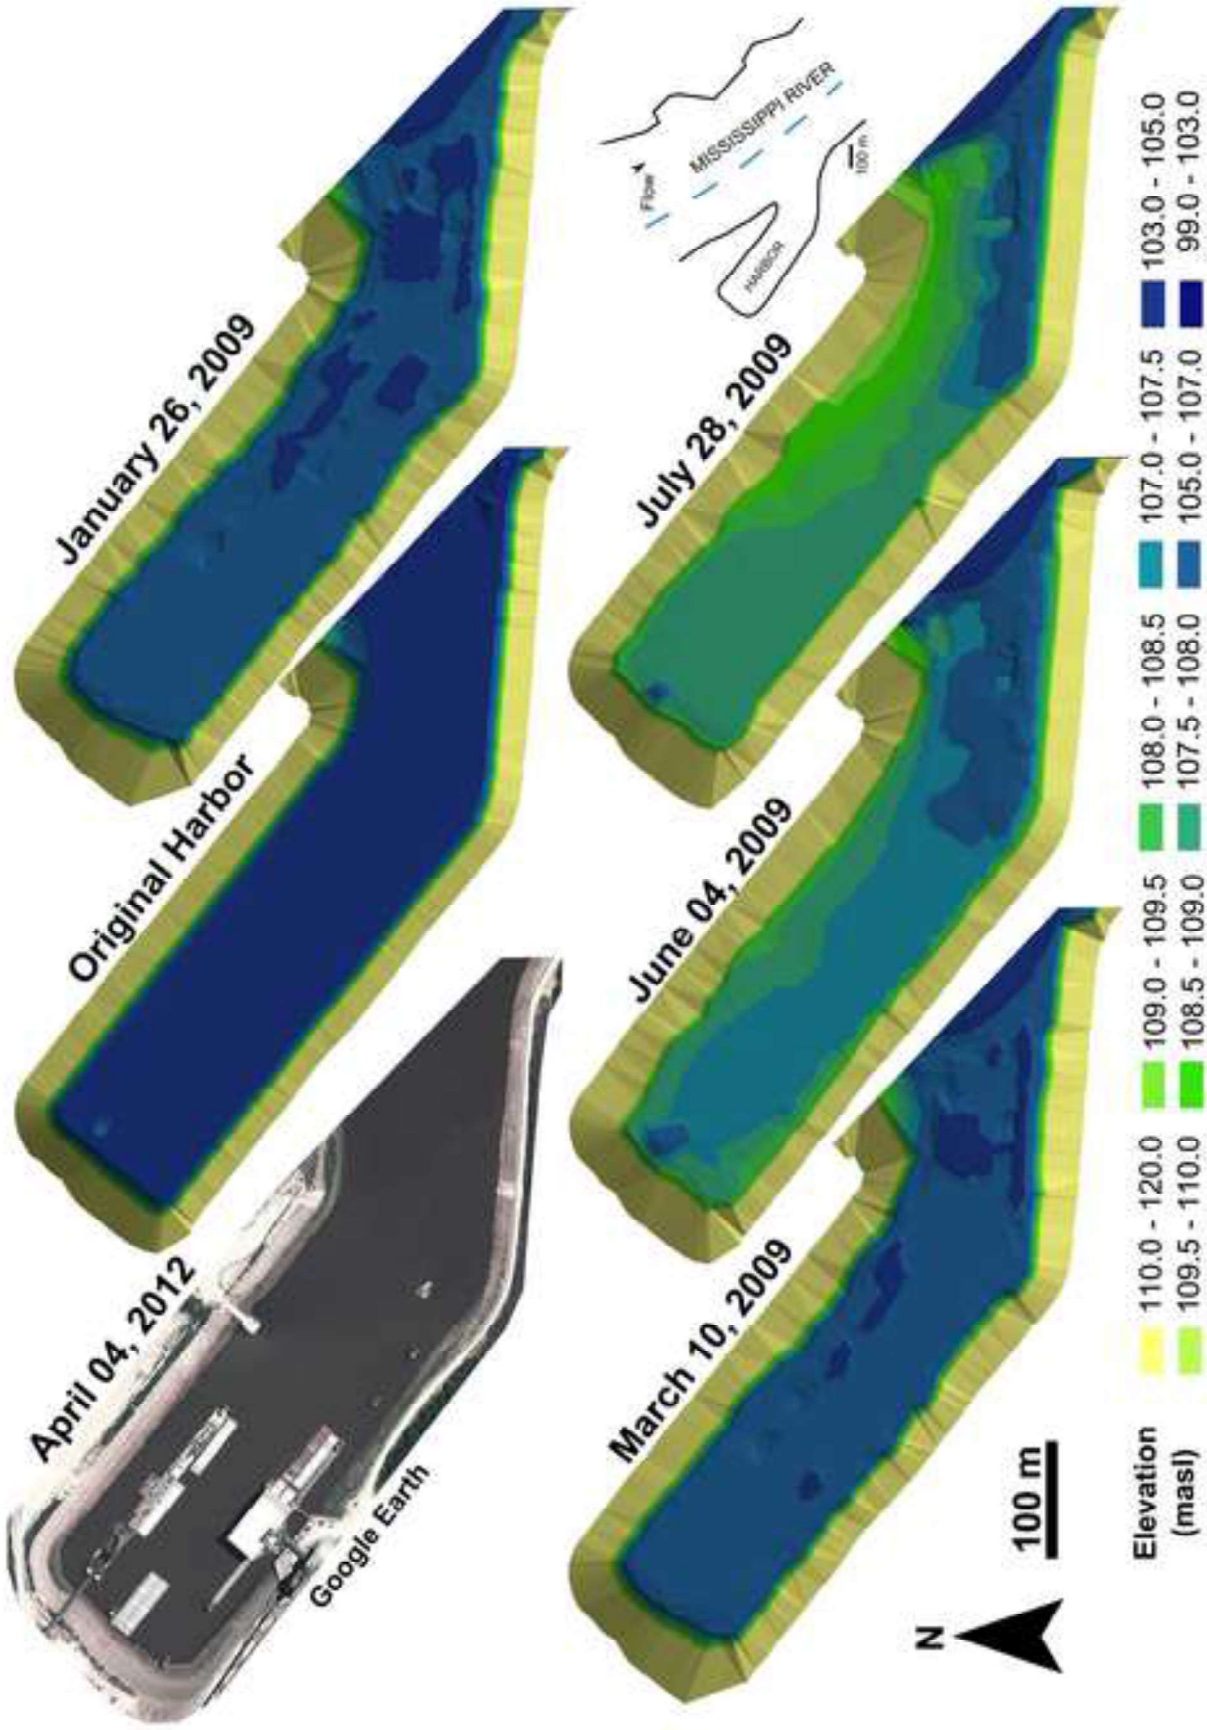 April 04, 2012
Google Earth
Original Harbor
January 26, 2009
March 10, 2009
June 04, 2009
July 28, 2009
Flow
MISSISSIPPI RIVER
HARBOR
100 m
N
100 m
Elevation
(masl)
110.0 - 120.0
109.5 - 110.0
109.0 - 109.5
108.5 - 109.0
108.0 - 108.5
107.5 - 108.0
107.0 - 107.5
105.0 - 107.0
103.0 - 105.0
99.0 - 103.0